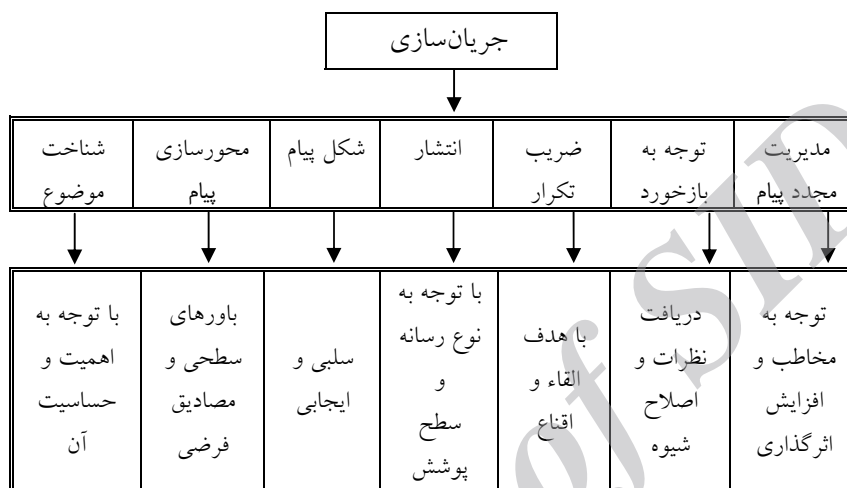 جریان‌سازی
مدیریت
مجدد پیام
توجه به
بازخورد
ضریب
تکرار
انتشار
شکل پیام
محورسازی
پیام
شناخت
موضوع
توجه به
مخاطب و
افزایش
اثرگذاری
دریافت
نظرات و
اصلاح
شیوه
با هدف
القاء و
اقناع
با توجه به
نوع رسانه
و
سطح
پوشش
سلبی و
ایجابی
باورهای
سطحی و
مصادیق
فرضی
با توجه به
اهمیت و
حساسیت
آن
of SID